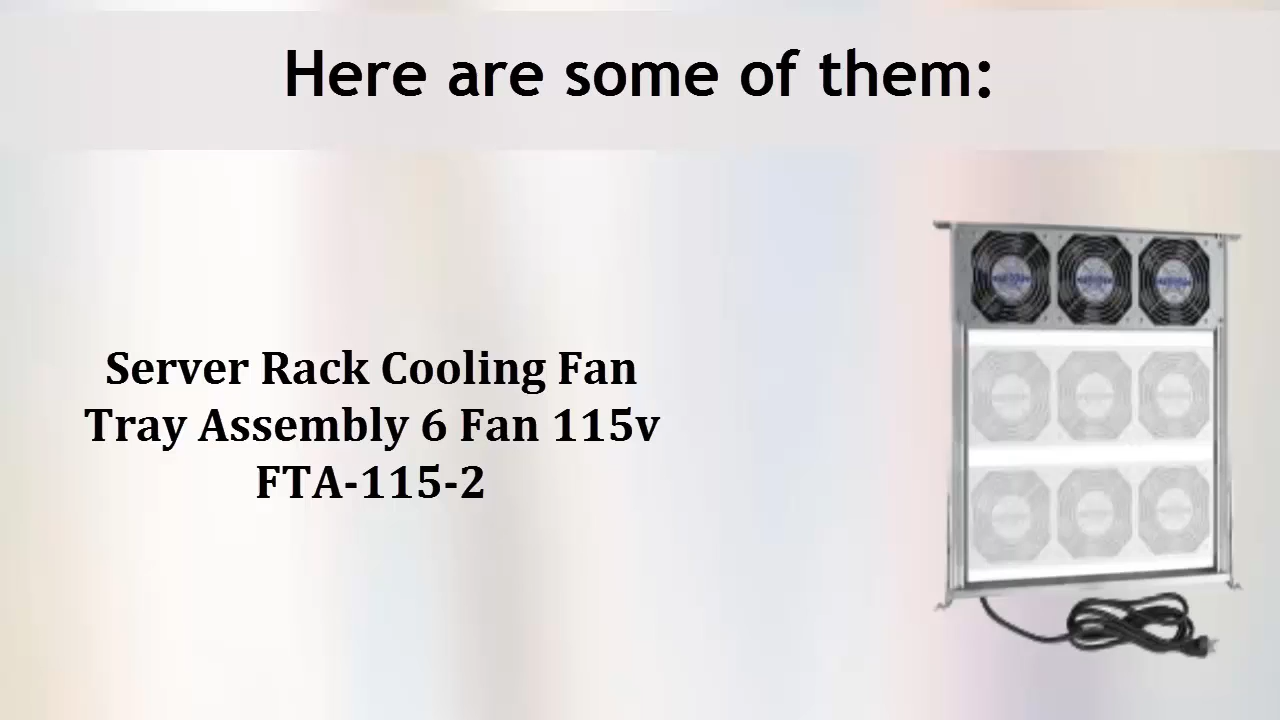 Here are some of them:
Server Rack Cooling Fan
Tray Assembly 6 Fan 115v
FTA-115-2